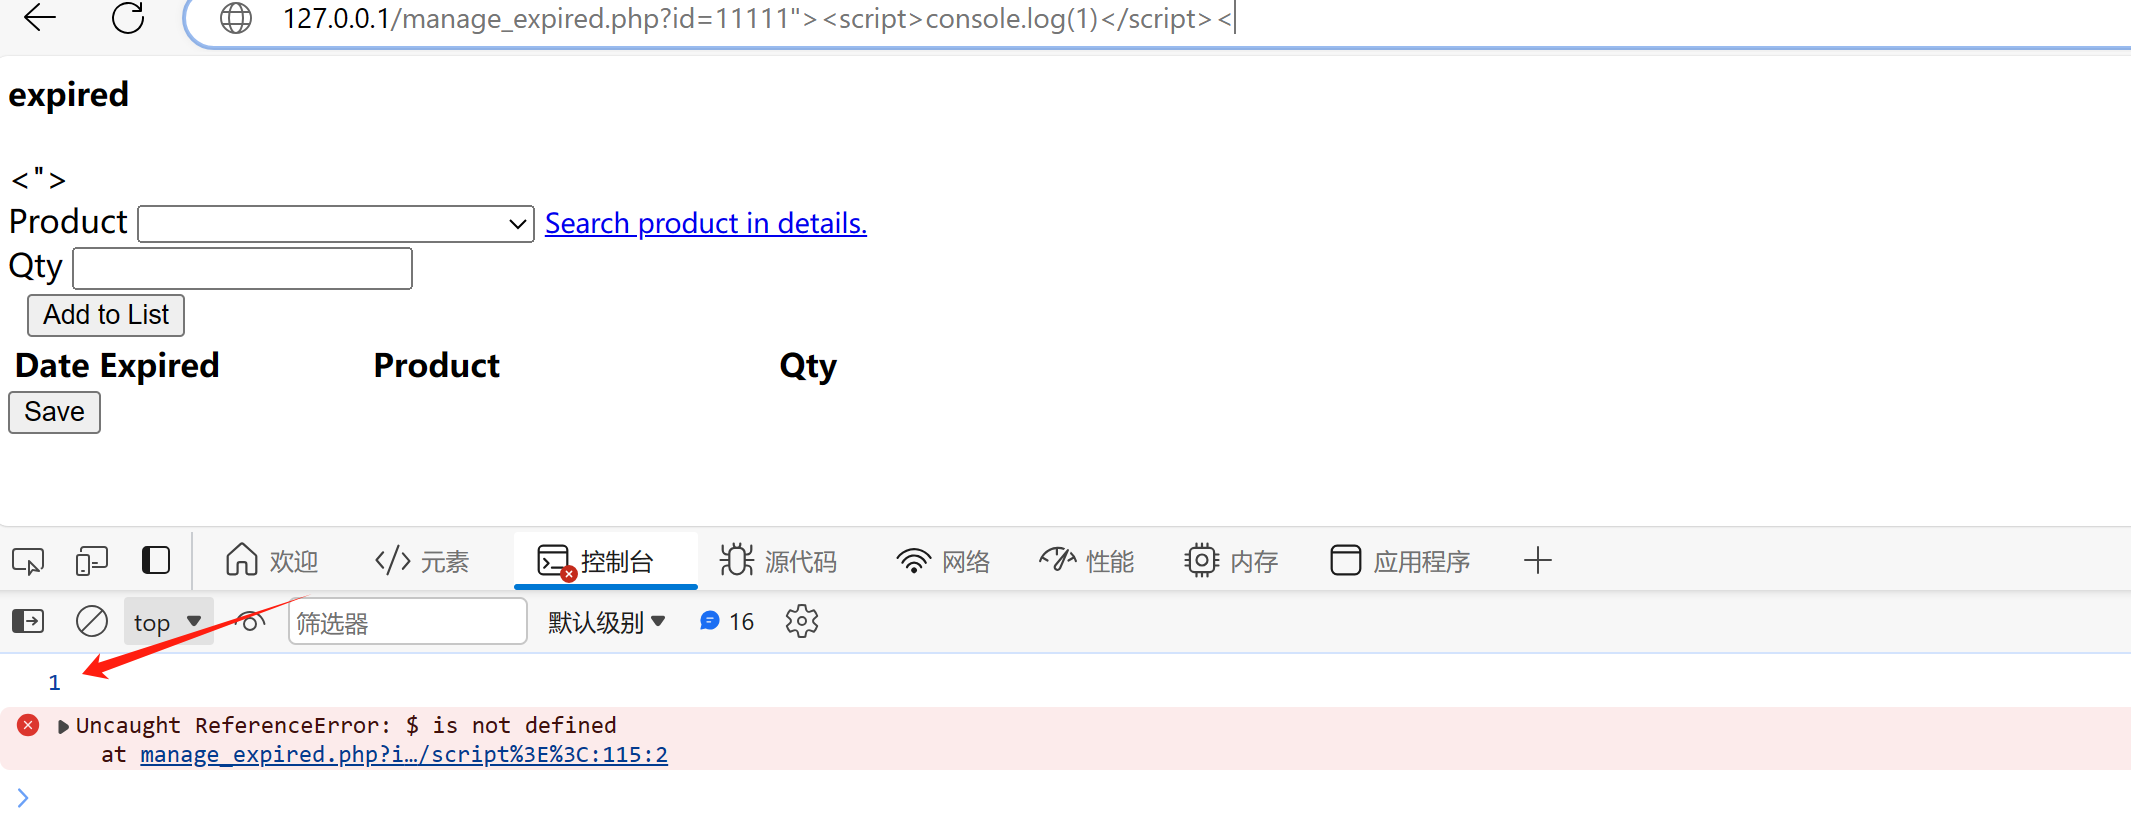 127.0.0.1/manage_expired.php?id=11111"><script>console.log(1)</script><
expired
<">
Product Search product in details.
Qty
Add to List
Date Expired Product Qty
Save
欢迎 </> 元素 控制台 源代码 网络 性能 内存 应用程序
top 筛选器 默认级别 16
1
Uncaught ReferenceError: $ is not defined
at manage_expired.php?i…/script%3E%3C:115:2